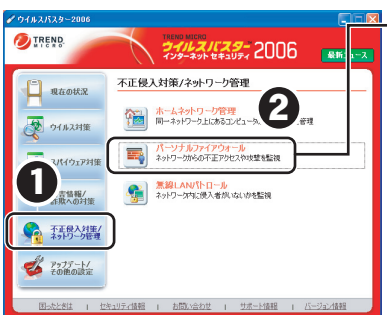 ウイルスバスター2006
TREND
MICRO
TREND MICRO
ウイルスバスター 2006
インターネット セキュリティ
最新ニュース
現在の状況
ウイルス対策
スパイウェア対策
情報/
詐欺への対策
不正侵入対策/
ネットワーク管理
アップデート/
その他の設定
不正侵入対策/ネットワーク管理
ホームネットワーク管理
同一ネットワーク上にあるコンピュータ
管理
パーソナルファイアウォール
ネットワークからの不正アクセスや攻撃を監視
無線LANパトロール
ネットワーク内に侵入者がいないかを監視
1
2
困ったときは | セキュリティ情報 | お問い合わせ | サポート情報 | バージョン情報